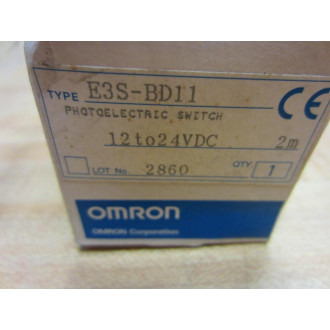 TYPE E3S-BD11
PHOTOELECTRIC SWITCH
12to24VDC 2m
LOT No. 2860 QTY 1
OMRON
OMRON Corporation
CE